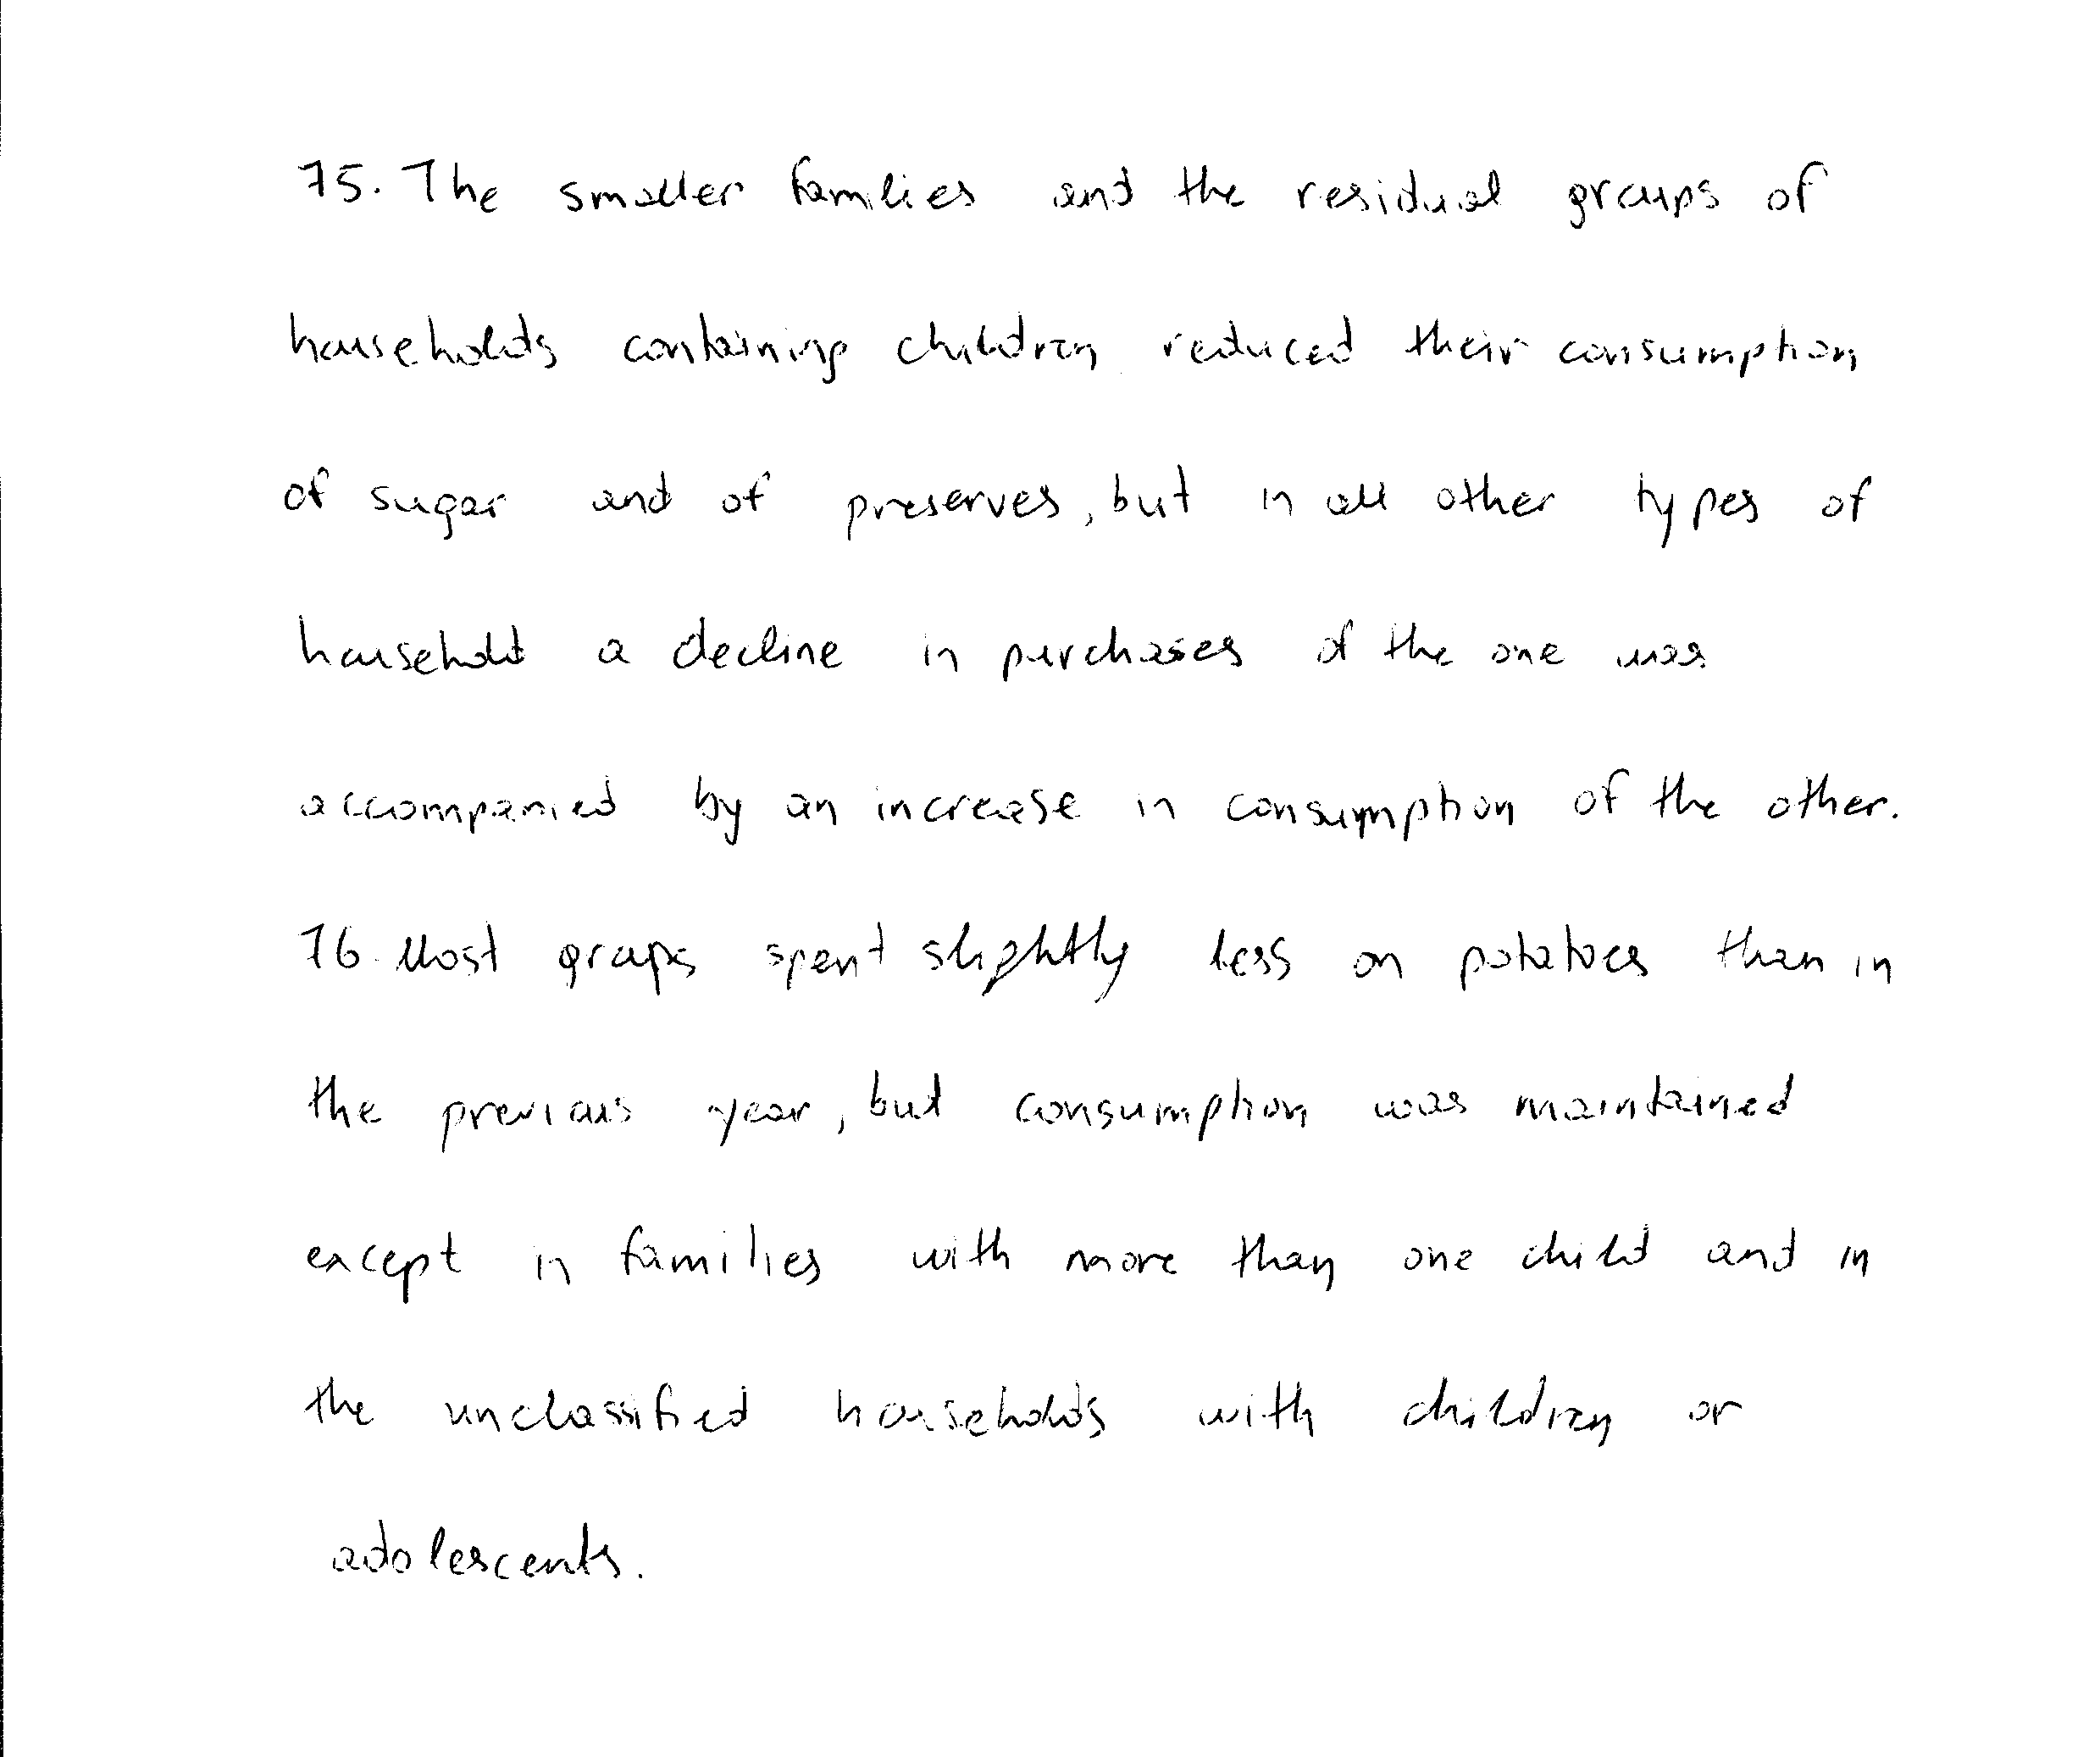 75. The smaller families and the residual groups of
households containing children reduced their consumption
of sugar and of preserves, but in all other types of
household a decline in purchases of the one was
accompanied by an increase in consumption of the other.
76. Most groups spent slightly less on potatoes than in
the previous year, but consumption was maintained
except in families with more than one child and in
the unclassified households with children or
adolescents.